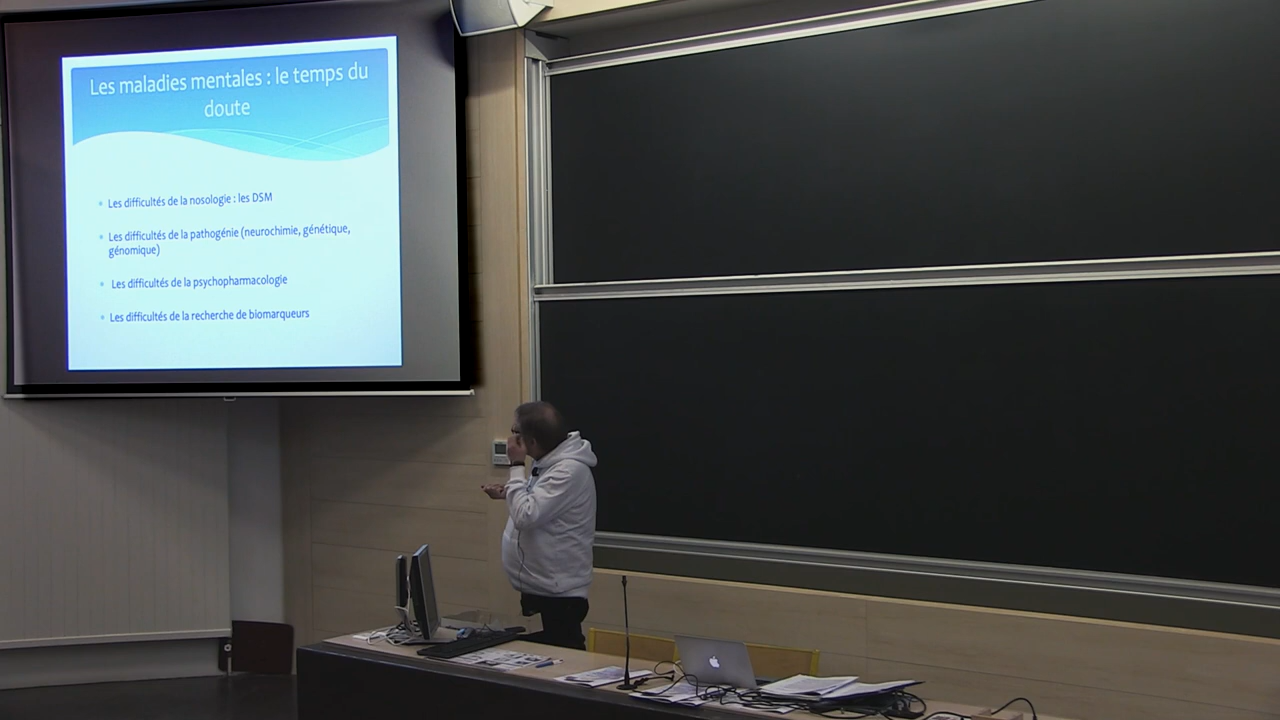 Les maladies mentales : le temps du
doute
Les difficultés de la nosologie : les DSM
Les difficultés de la pathogénie (neurochimie, génétique,
génomique)
Les difficultés de la psychopharmacologie
Les difficultés de la recherche de biomarqueurs